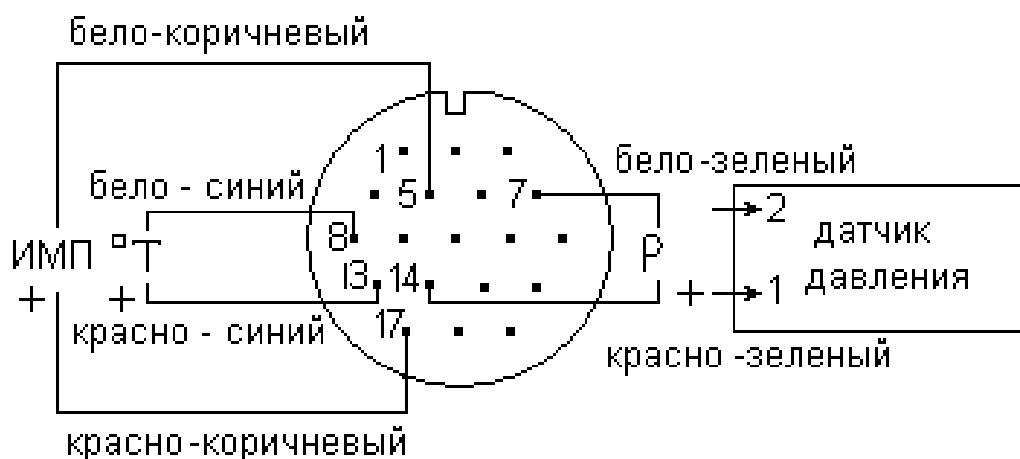 бело-коричневый
1
бело-зеленый
бело - синий
5
7
2
датчик
8
ИМП
°Т
P
давления
13
14
+
+
+
1
красно - синий
17
красно-зеленый
красно-коричневый